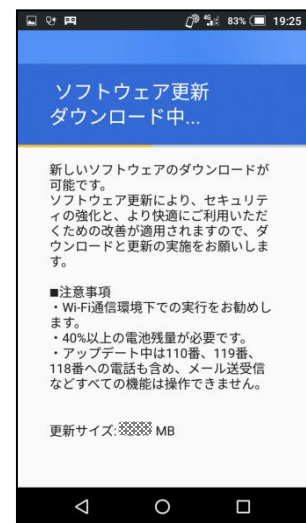 83% 19:25
ソフトウェア更新
ダウンロード中...
新しいソフトウェアのダウンロードが
可能です。
ソフトウェア更新により、セキュリテ
ィの強化と、より快適にご利用いただ
くための改善が適用されますので、ダ
ウンロードと更新の実施をお願いしま
す。
■注意事項
・Wi-Fi通信環境下での実行をお勧めし
ます。
・40%以上の電池残量が必要です。
・アップデート中は110番、119番、
118番への電話も含め、メール送受信
などすべての機能は操作できません。
更新サイズ: MB